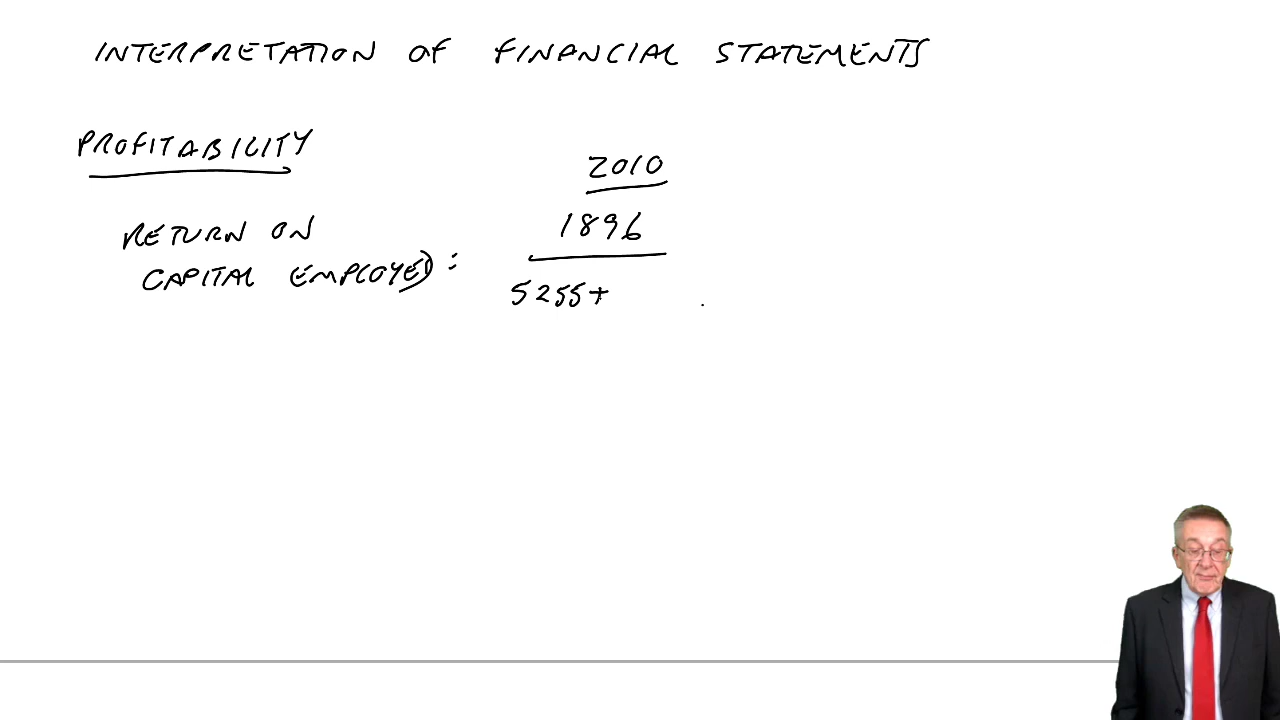 INTERPRETATION OF FINANCIAL STATEMENTS
PROFITABILITY
2010
RETURN ON
CAPITAL EMPLOYED:
1896
5255+